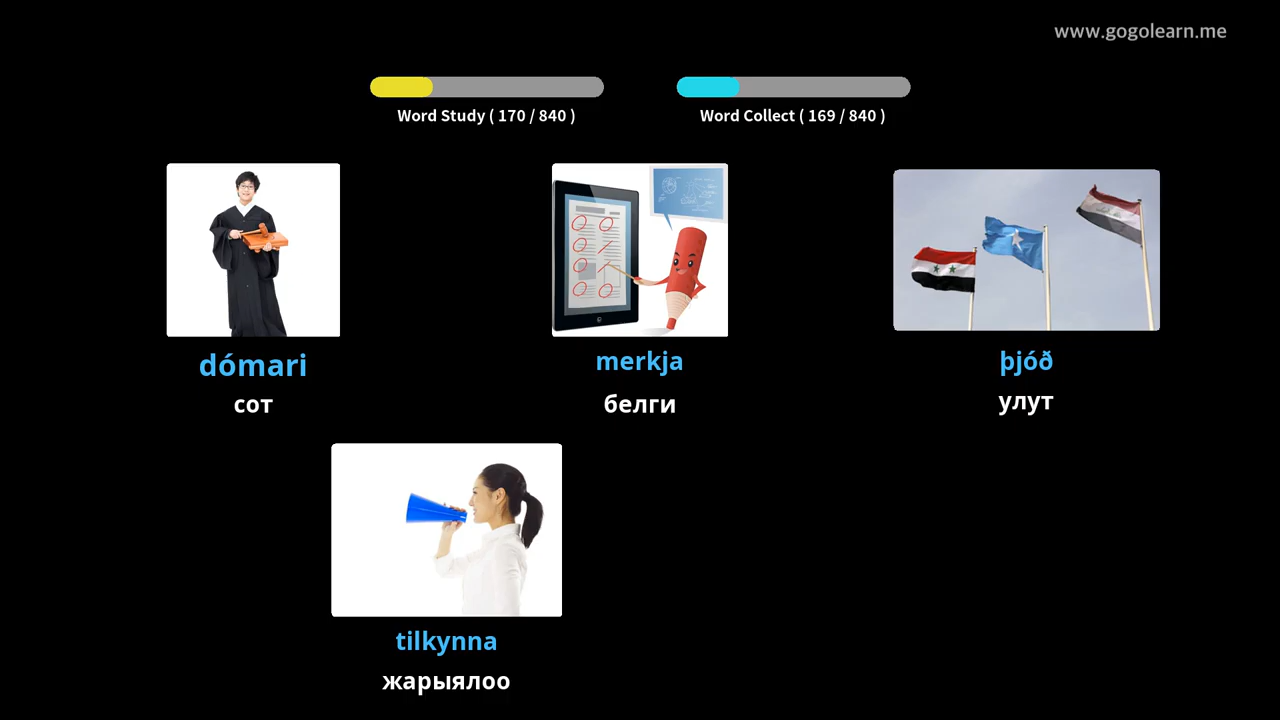 www.gogolearn.me
Word Study ( 170 / 840 )
Word Collect ( 169 / 840 )
dómari
сот
merkja
белги
þjóð
улут
tilkynna
жарыялоо